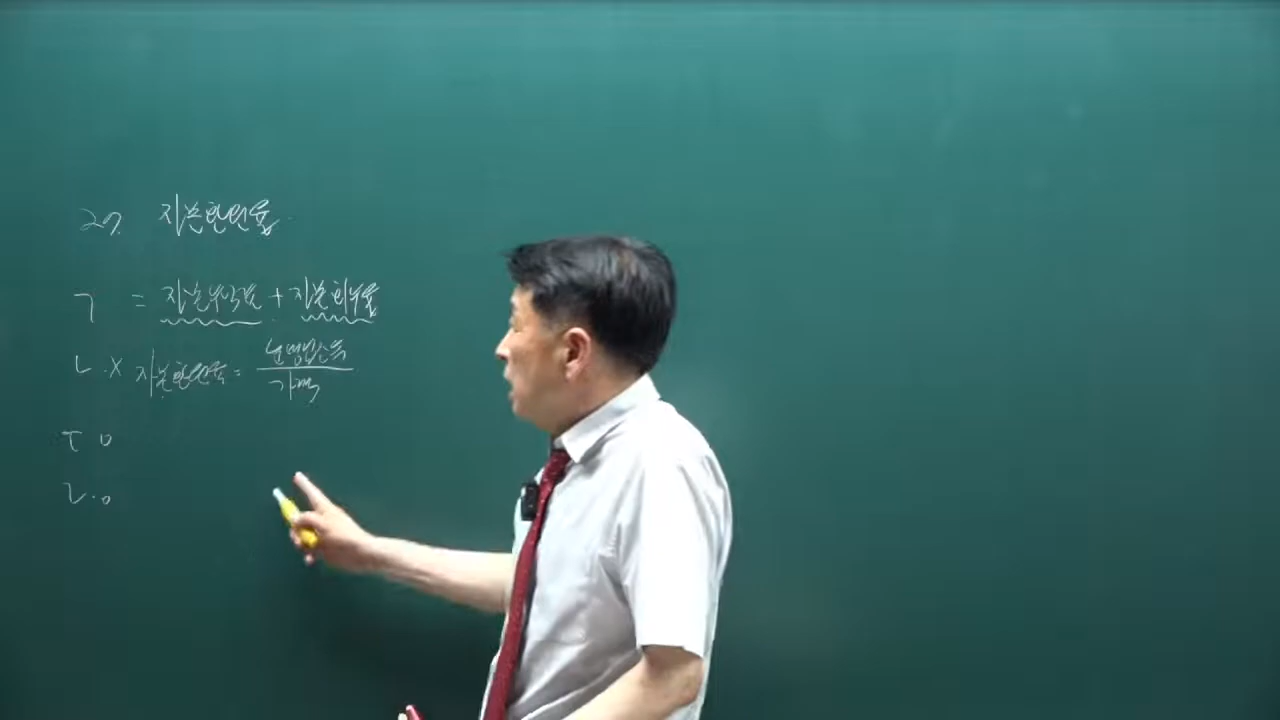 27. 자본환원율
ㄱ = 자본수익률 + 자본회수율
ㄴ. X 자본환원율 = 순영업소득 / 가격
ㄷ O
ㄹ. O